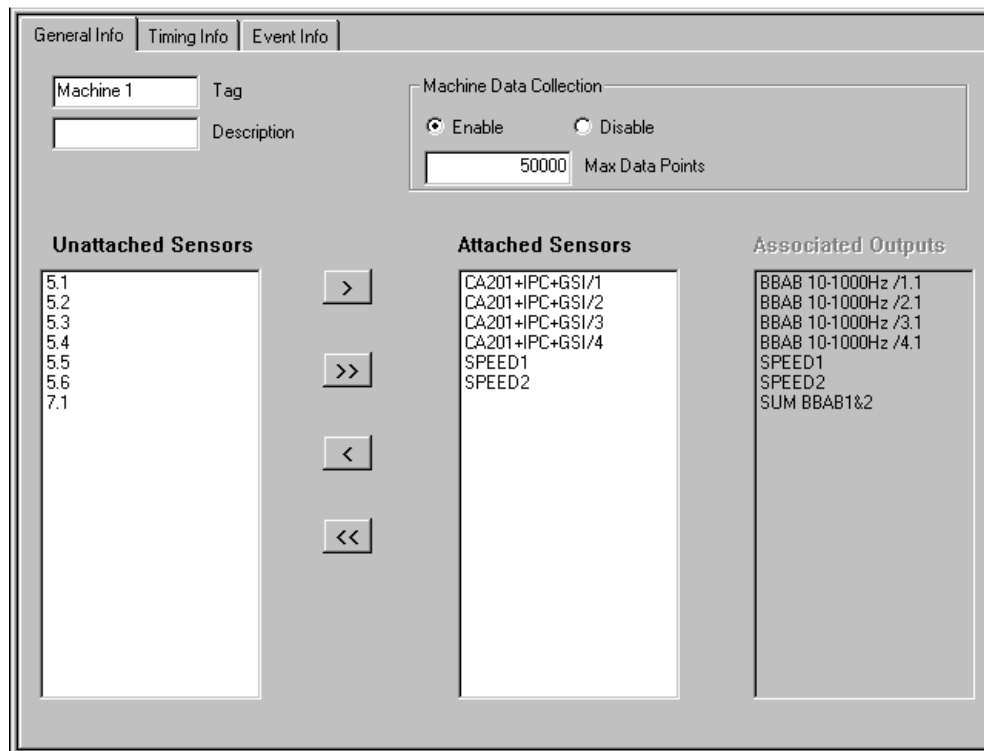 General Info Timing Info Event Info
Machine 1 Tag
Description
Machine Data Collection
Enable Disable
50000 Max Data Points
Unattached Sensors
5.1
5.2
5.3
5.4
5.5
5.6
7.1
>
>>
<
<<
Attached Sensors
CA201+IPC+GSI/1
CA201+IPC+GSI/2
CA201+IPC+GSI/3
CA201+IPC+GSI/4
SPEED1
SPEED2
Associated Outputs
BBAB 10-1000Hz /1.1
BBAB 10-1000Hz /2.1
BBAB 10-1000Hz /3.1
BBAB 10-1000Hz /4.1
SPEED1
SPEED2
SUM BBAB1&2